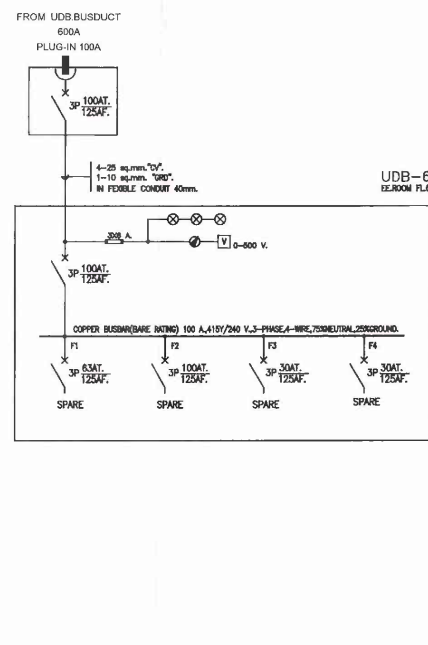 FROM UDB.BUSDUCT
600A
PLUG-IN 100A
3P 100AT.
125AF.
4-25 sq.mm."CV".
1-10 sq.mm. "GRD".
IN FEXIBLE CONDUIT 40mm.
UDB-6
EE.ROOM FL.6
3X6 A.
V 0-500 V.
3P 100AT.
125AF.
COPPER BUSBAR(BARE RATING) 100 A.,415Y/240 V.,3-PHASE,4-WIRE,75%NEUTRAL,25%GROUND.
F1 F2 F3 F4
3P 63AT. 3P 100AT. 3P 30AT. 3P 30AT.
125AF. 125AF. 125AF. 125AF.
SPARE SPARE SPARE SPARE